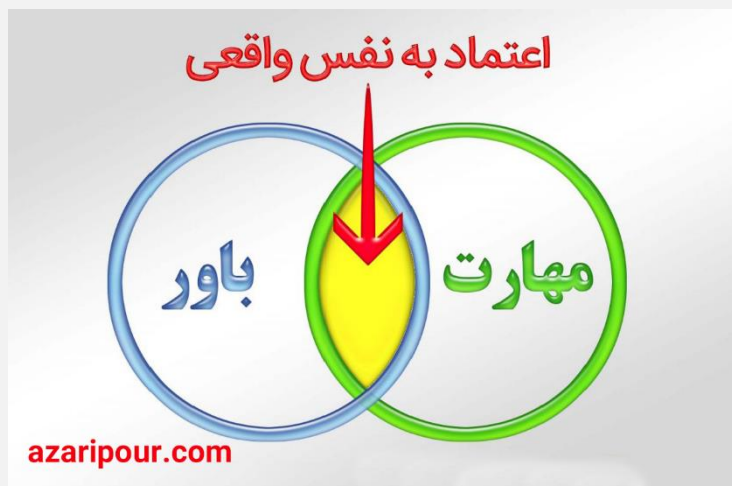 اعتماد به نفس واقعی
مهارت
باور
azaripour.com